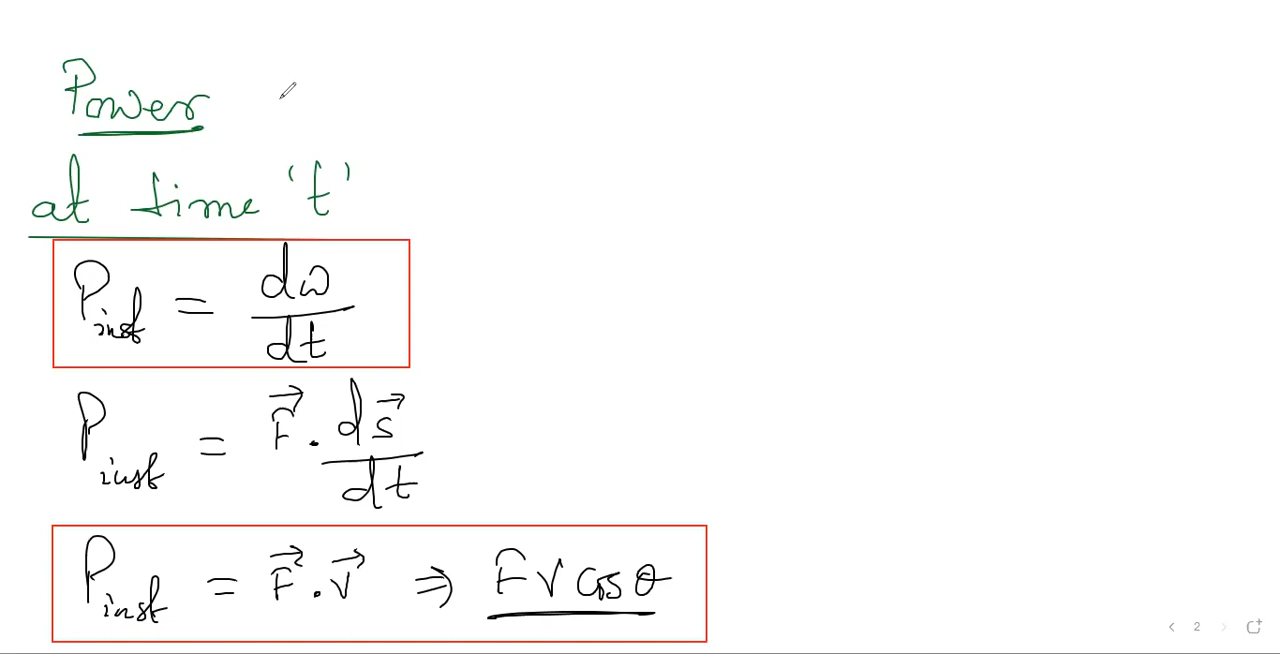 Power
at time 't'
P_inst = dω/dt
P_inst = F⃗ . ds⃗/dt
P_inst = F⃗ . v⃗ ⇒ Fv cos θ
2